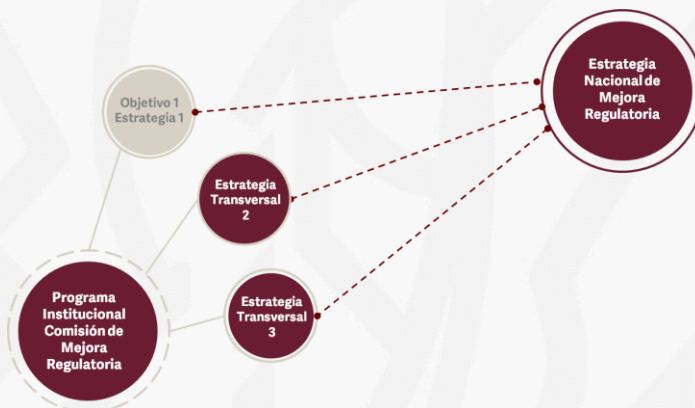 Objetivo 1
Estrategia 1
Estrategia
Nacional de
Mejora
Regulatoria
Estrategia
Transversal
2
Programa
Institucional
Comisión de
Mejora
Regulatoria
Estrategia
Transversal
3